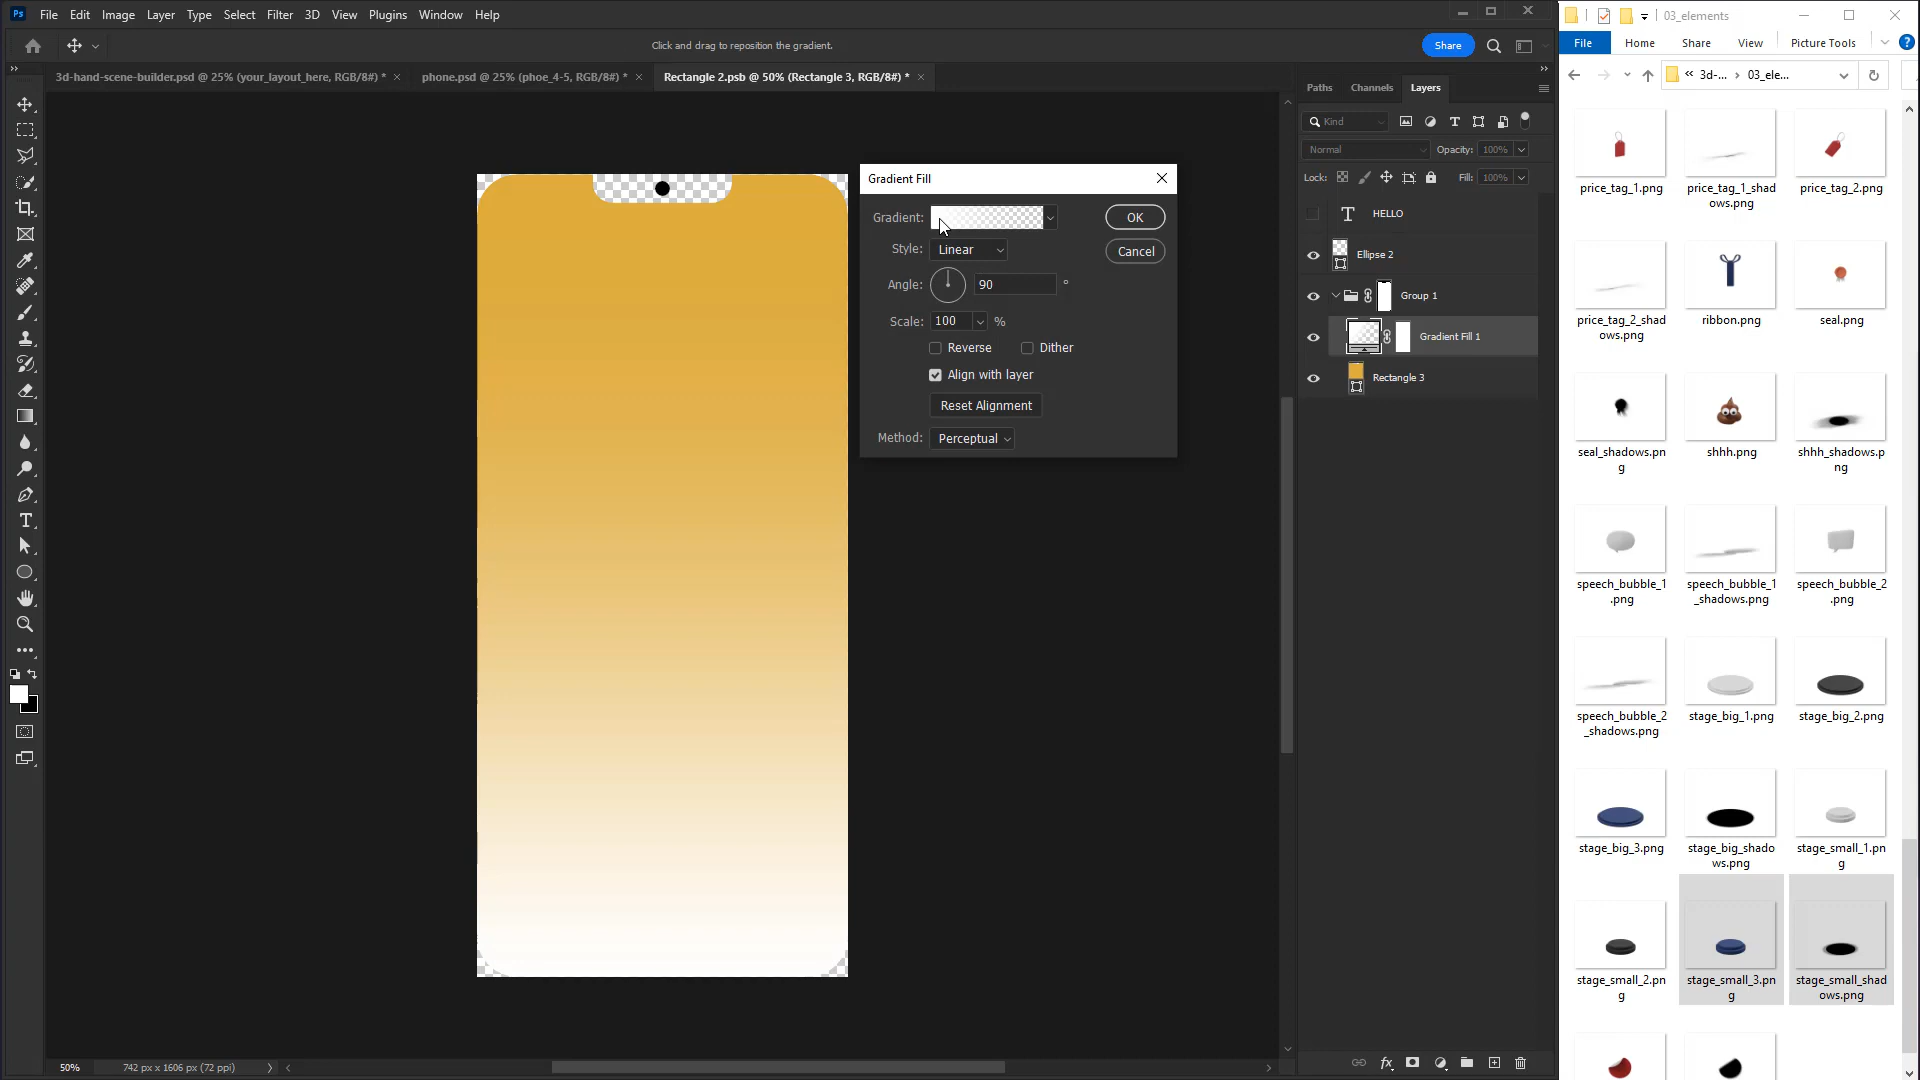 Ps File Edit Image Layer Type Select Filter 3D View Plugins Window Help
Click and drag to reposition the gradient.
Share
3d-hand-scene-builder.psd @ 25% (your_layout_here, RGB/8#) *
phone.psd @ 25% (phoe_4-5, RGB/8#) *
Rectangle 2.psb @ 50% (Rectangle 3, RGB/8#) *
Gradient Fill
Gradient:
OK
Style: Linear
Cancel
Angle: 90 °
Scale: 100 %
Reverse Dither
Align with layer
Reset Alignment
Method: Perceptual
Paths Channels Layers
Kind
Normal Opacity: 100%
Lock: Fill: 100%
T HELLO
Ellipse 2
Group 1
Gradient Fill 1
Rectangle 3
50% 742 px x 1606 px (72 ppi)
03_elements
File Home Share View Picture Tools
« 3d-... › 03_ele...
price_tag_1.png
price_tag_1_shad
ows.png
price_tag_2.png
price_tag_2_shad
ows.png
ribbon.png
seal.png
seal_shadows.pn
g
shhh.png
shhh_shadows.p
ng
speech_bubble_1
.png
speech_bubble_1
_shadows.png
speech_bubble_2
.png
speech_bubble_2
_shadows.png
stage_big_1.png
stage_big_2.png
stage_big_3.png
stage_big_shado
ws.png
stage_small_1.pn
g
stage_small_2.pn
g
stage_small_3.pn
g
stage_small_shad
ows.png